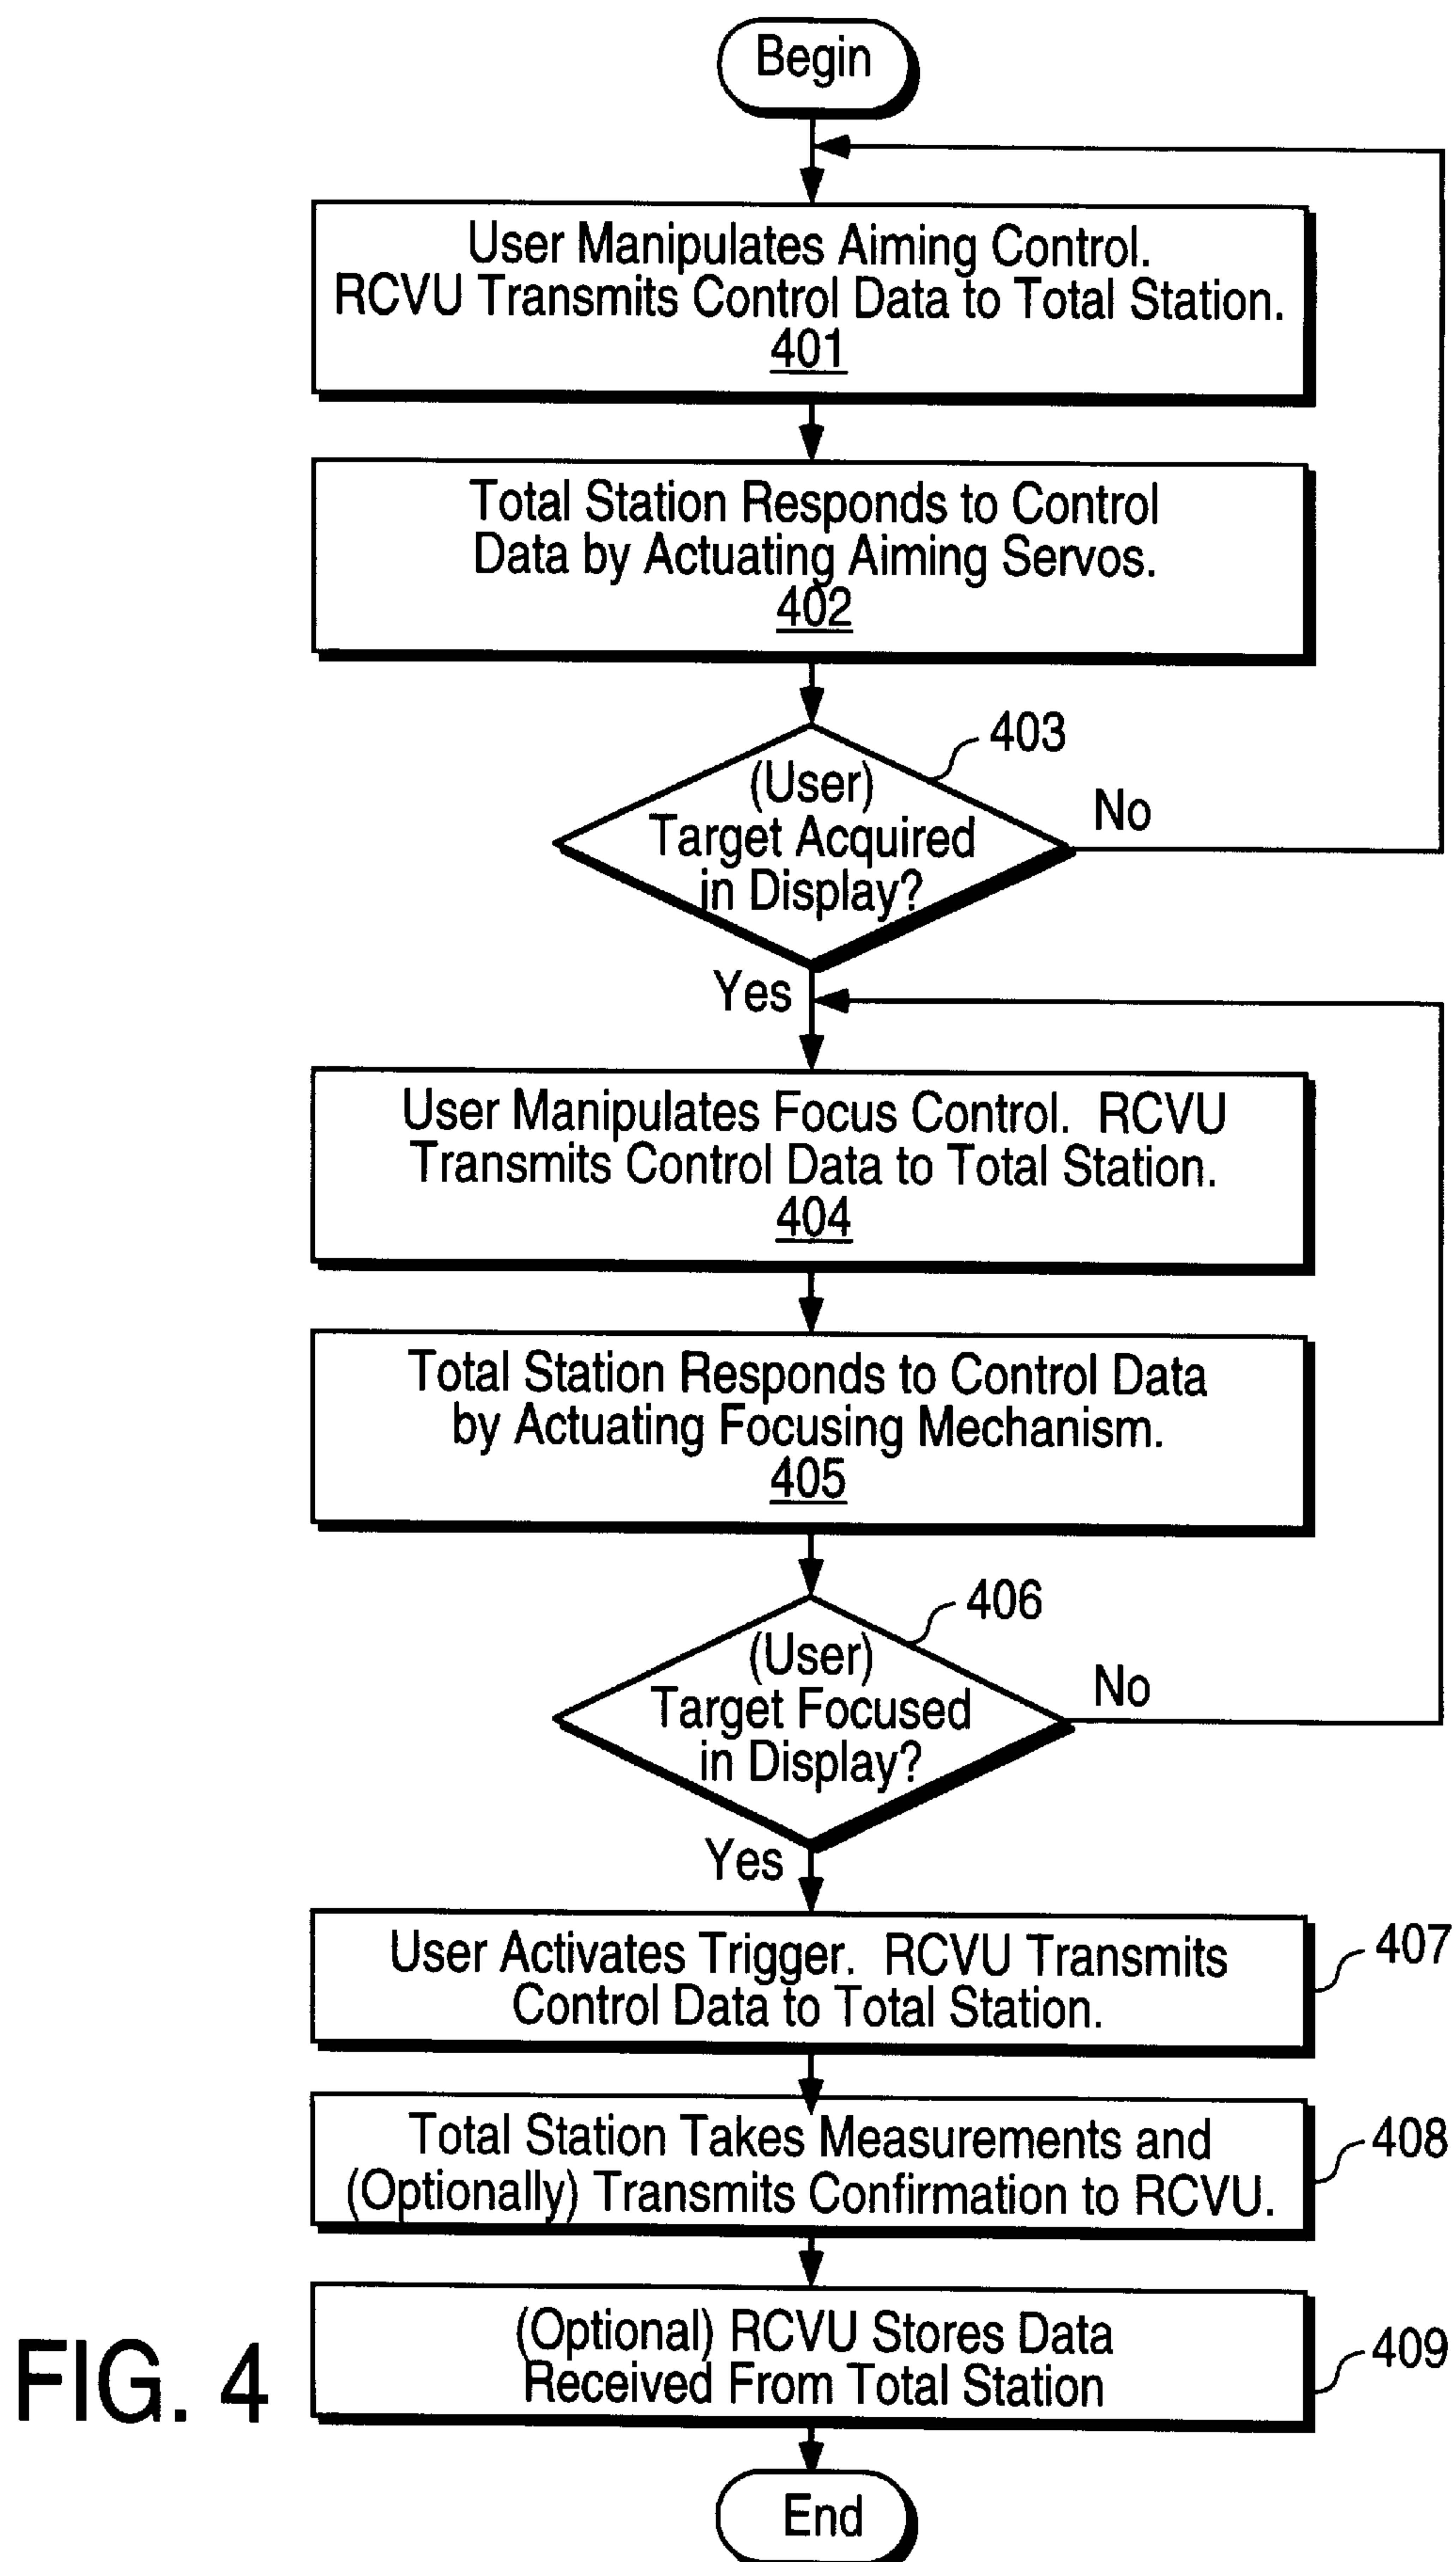 Begin
User Manipulates Aiming Control.
RCVU Transmits Control Data to Total Station.
401
Total Station Responds to Control
Data by Actuating Aiming Servos.
402
403
(User)
Target Acquired
in Display?
No
Yes
User Manipulates Focus Control. RCVU
Transmits Control Data to Total Station.
404
Total Station Responds to Control Data
by Actuating Focusing Mechanism.
405
406
(User)
Target Focused
in Display?
No
Yes
User Activates Trigger. RCVU Transmits
Control Data to Total Station.
407
Total Station Takes Measurements and
(Optionally) Transmits Confirmation to RCVU.
408
(Optional) RCVU Stores Data
Received From Total Station
409
FIG. 4
End